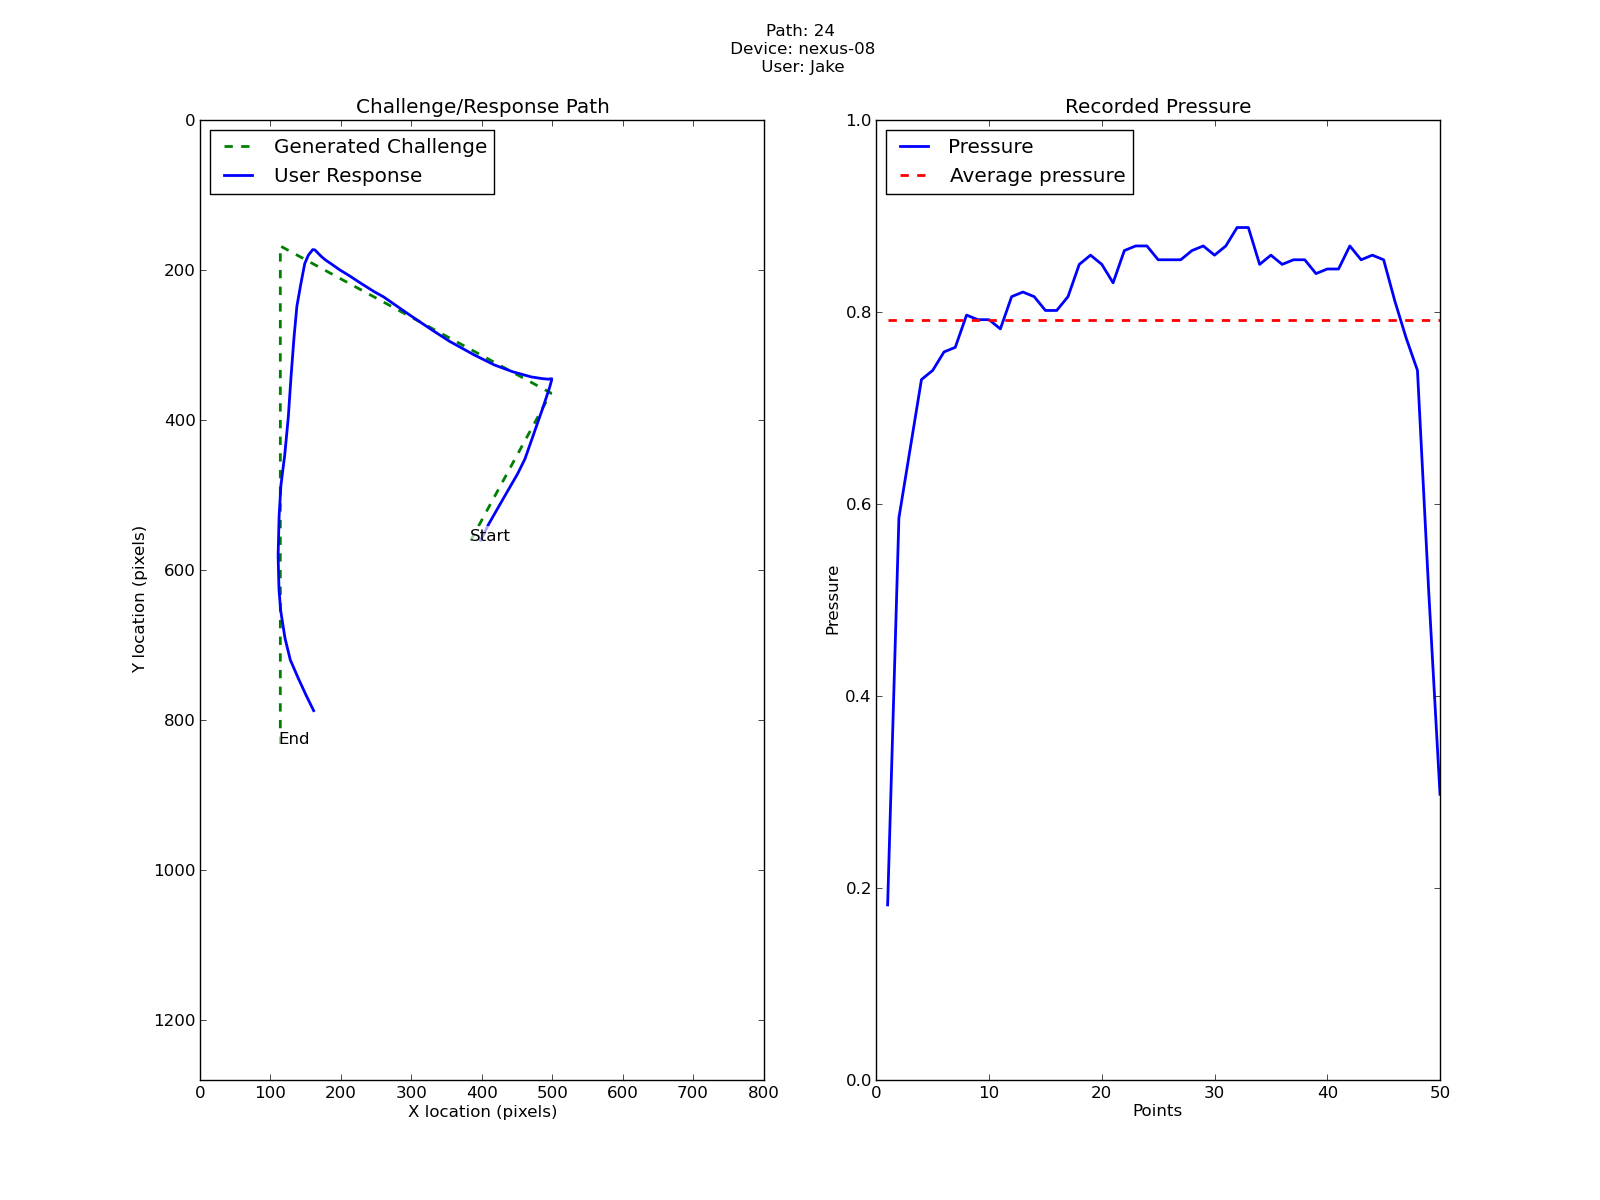 Path: 24
Device: nexus-08
User: Jake
Challenge/Response Path
Generated Challenge
User Response
0
200
400
600
800
1000
1200
Y location (pixels)
Start
End
0 100 200 300 400 500 600 700 800
X location (pixels)
Recorded Pressure
Pressure
Average pressure
1.0
0.8
0.6
0.4
0.2
0.0
Pressure
0 10 20 30 40 50
Points